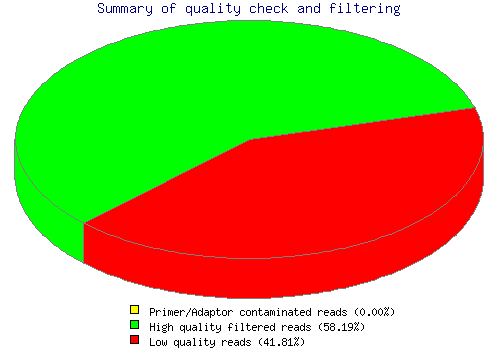 Summary of quality check and filtering
Primer/Adaptor contaminated reads (0.00%)
High quality filtered reads (58.19%)
Low quality reads (41.81%)